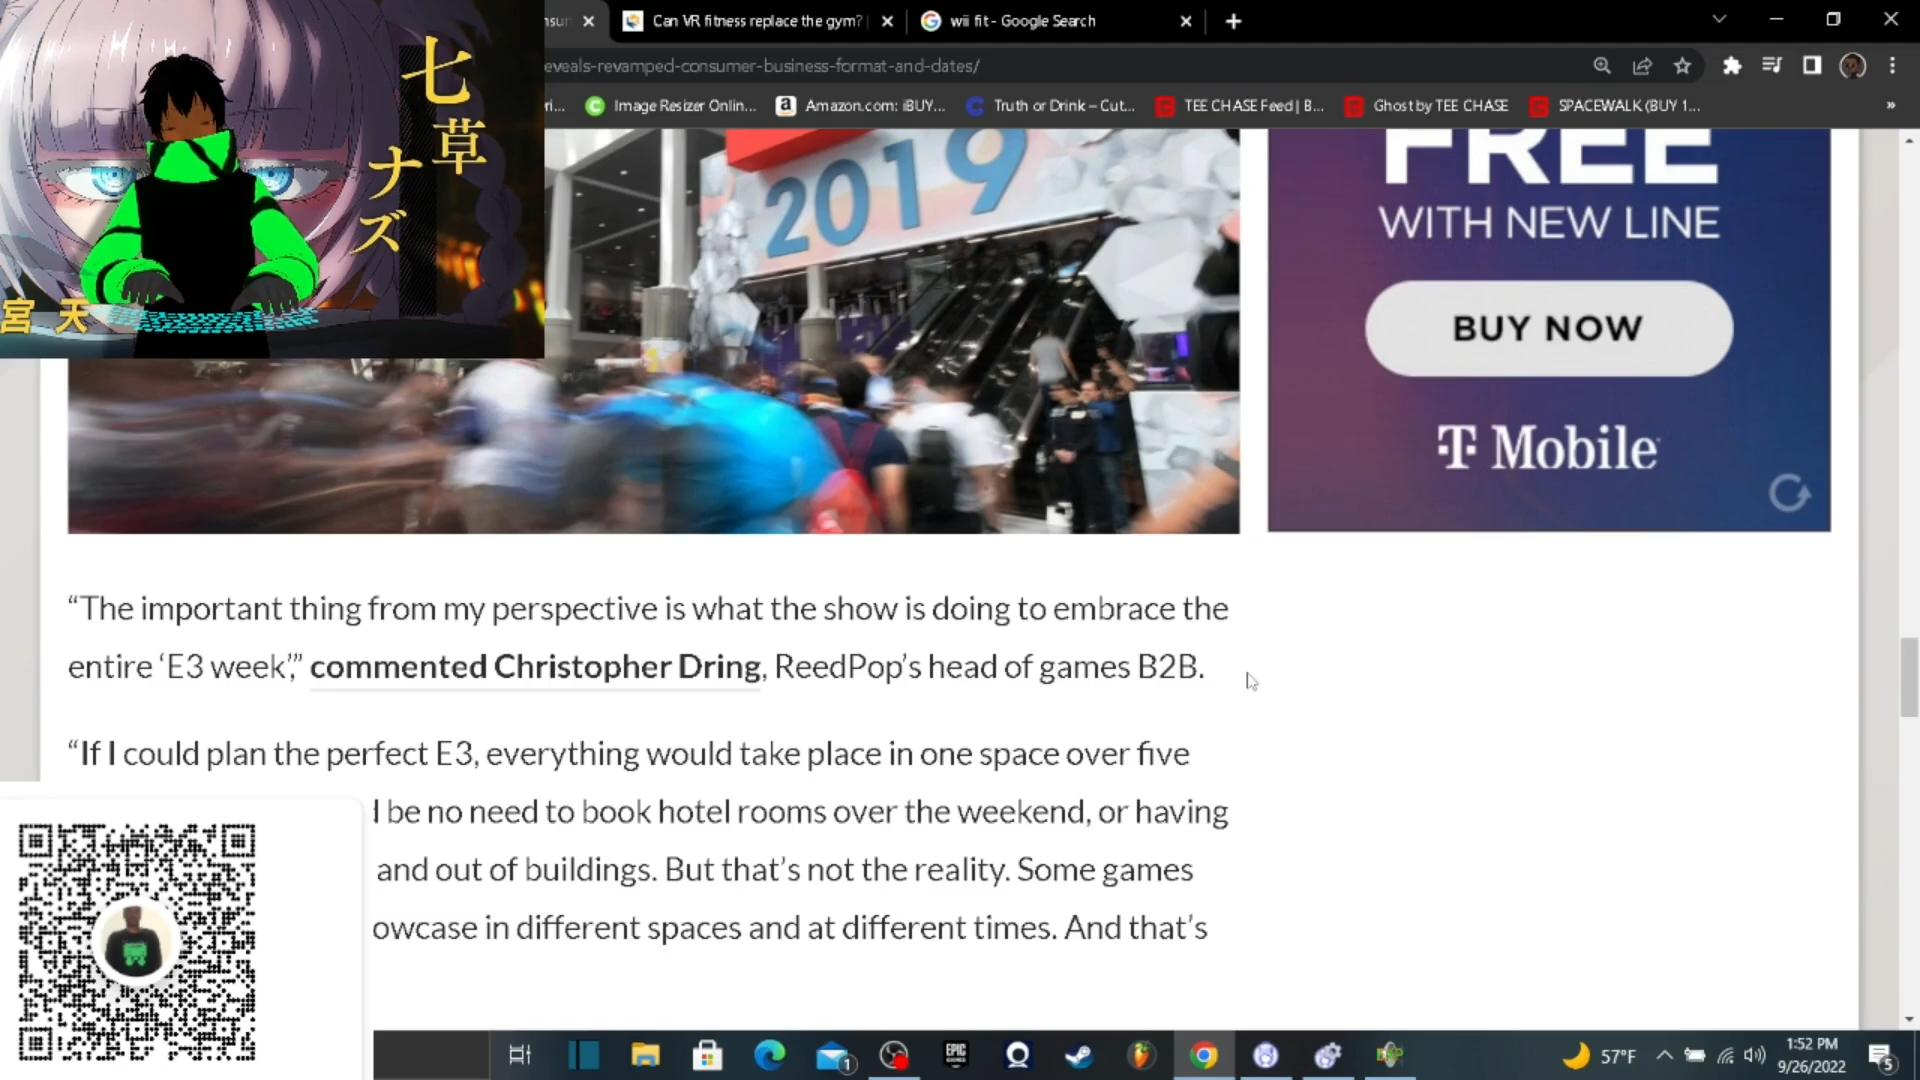 七草
ナズ
宮 天
Can VR fitness replace the gym? |
wii fit - Google Search
eveals-revamped-consumer-business-format-and-dates/
Image Resizer Onlin...
Amazon.com: iBUY...
Truth or Drink – Cut...
TEE CHASE Feed | B...
Ghost by TEE CHASE
SPACEWALK (BUY 1...
»
2019
FREE
WITH NEW LINE
BUY NOW
T Mobile
“The important thing from my perspective is what the show is doing to embrace the
entire ‘E3 week’,” commented Christopher Dring, ReedPop’s head of games B2B.
“If I could plan the perfect E3, everything would take place in one space over five
be no need to book hotel rooms over the weekend, or having
and out of buildings. But that’s not the reality. Some games
owcase in different spaces and at different times. And that’s
EPIC
GAMES
1
57°F
1:52 PM
9/26/2022
5